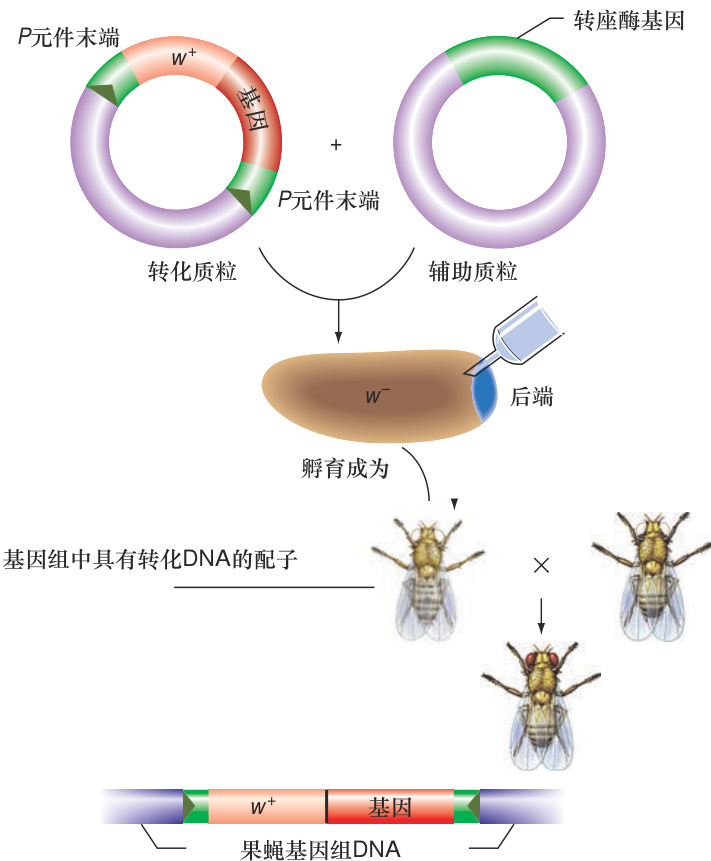 P元件末端
w+
基因
P元件末端
转化质粒
+
转座酶基因
辅助质粒
w−
后端
孵育成为
基因组中具有转化DNA的配子
×
w+
基因
果蝇基因组DNA